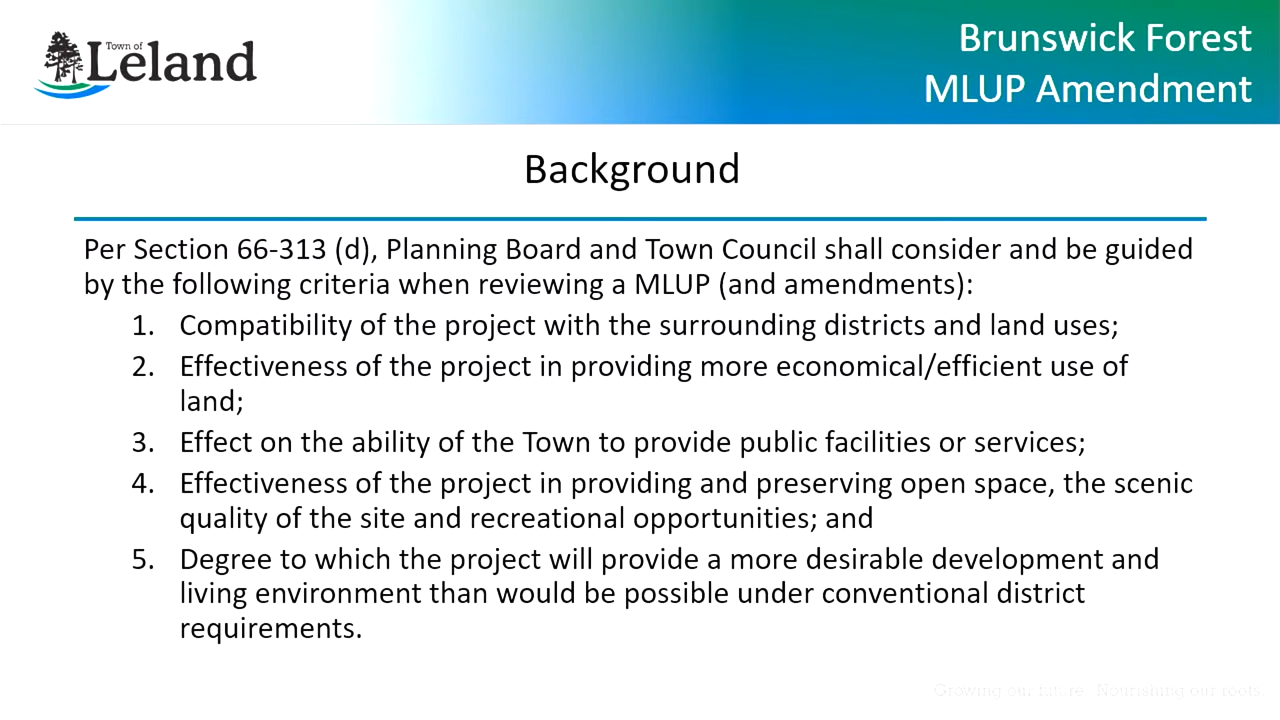 Town of
Leland
Brunswick Forest
MLUP Amendment
Background
Per Section 66-313 (d), Planning Board and Town Council shall consider and be guided
by the following criteria when reviewing a MLUP (and amendments):
1. Compatibility of the project with the surrounding districts and land uses;
2. Effectiveness of the project in providing more economical/efficient use of
land;
3. Effect on the ability of the Town to provide public facilities or services;
4. Effectiveness of the project in providing and preserving open space, the scenic
quality of the site and recreational opportunities; and
5. Degree to which the project will provide a more desirable development and
living environment than would be possible under conventional district
requirements.
Growing our future. Nourishing our roots.